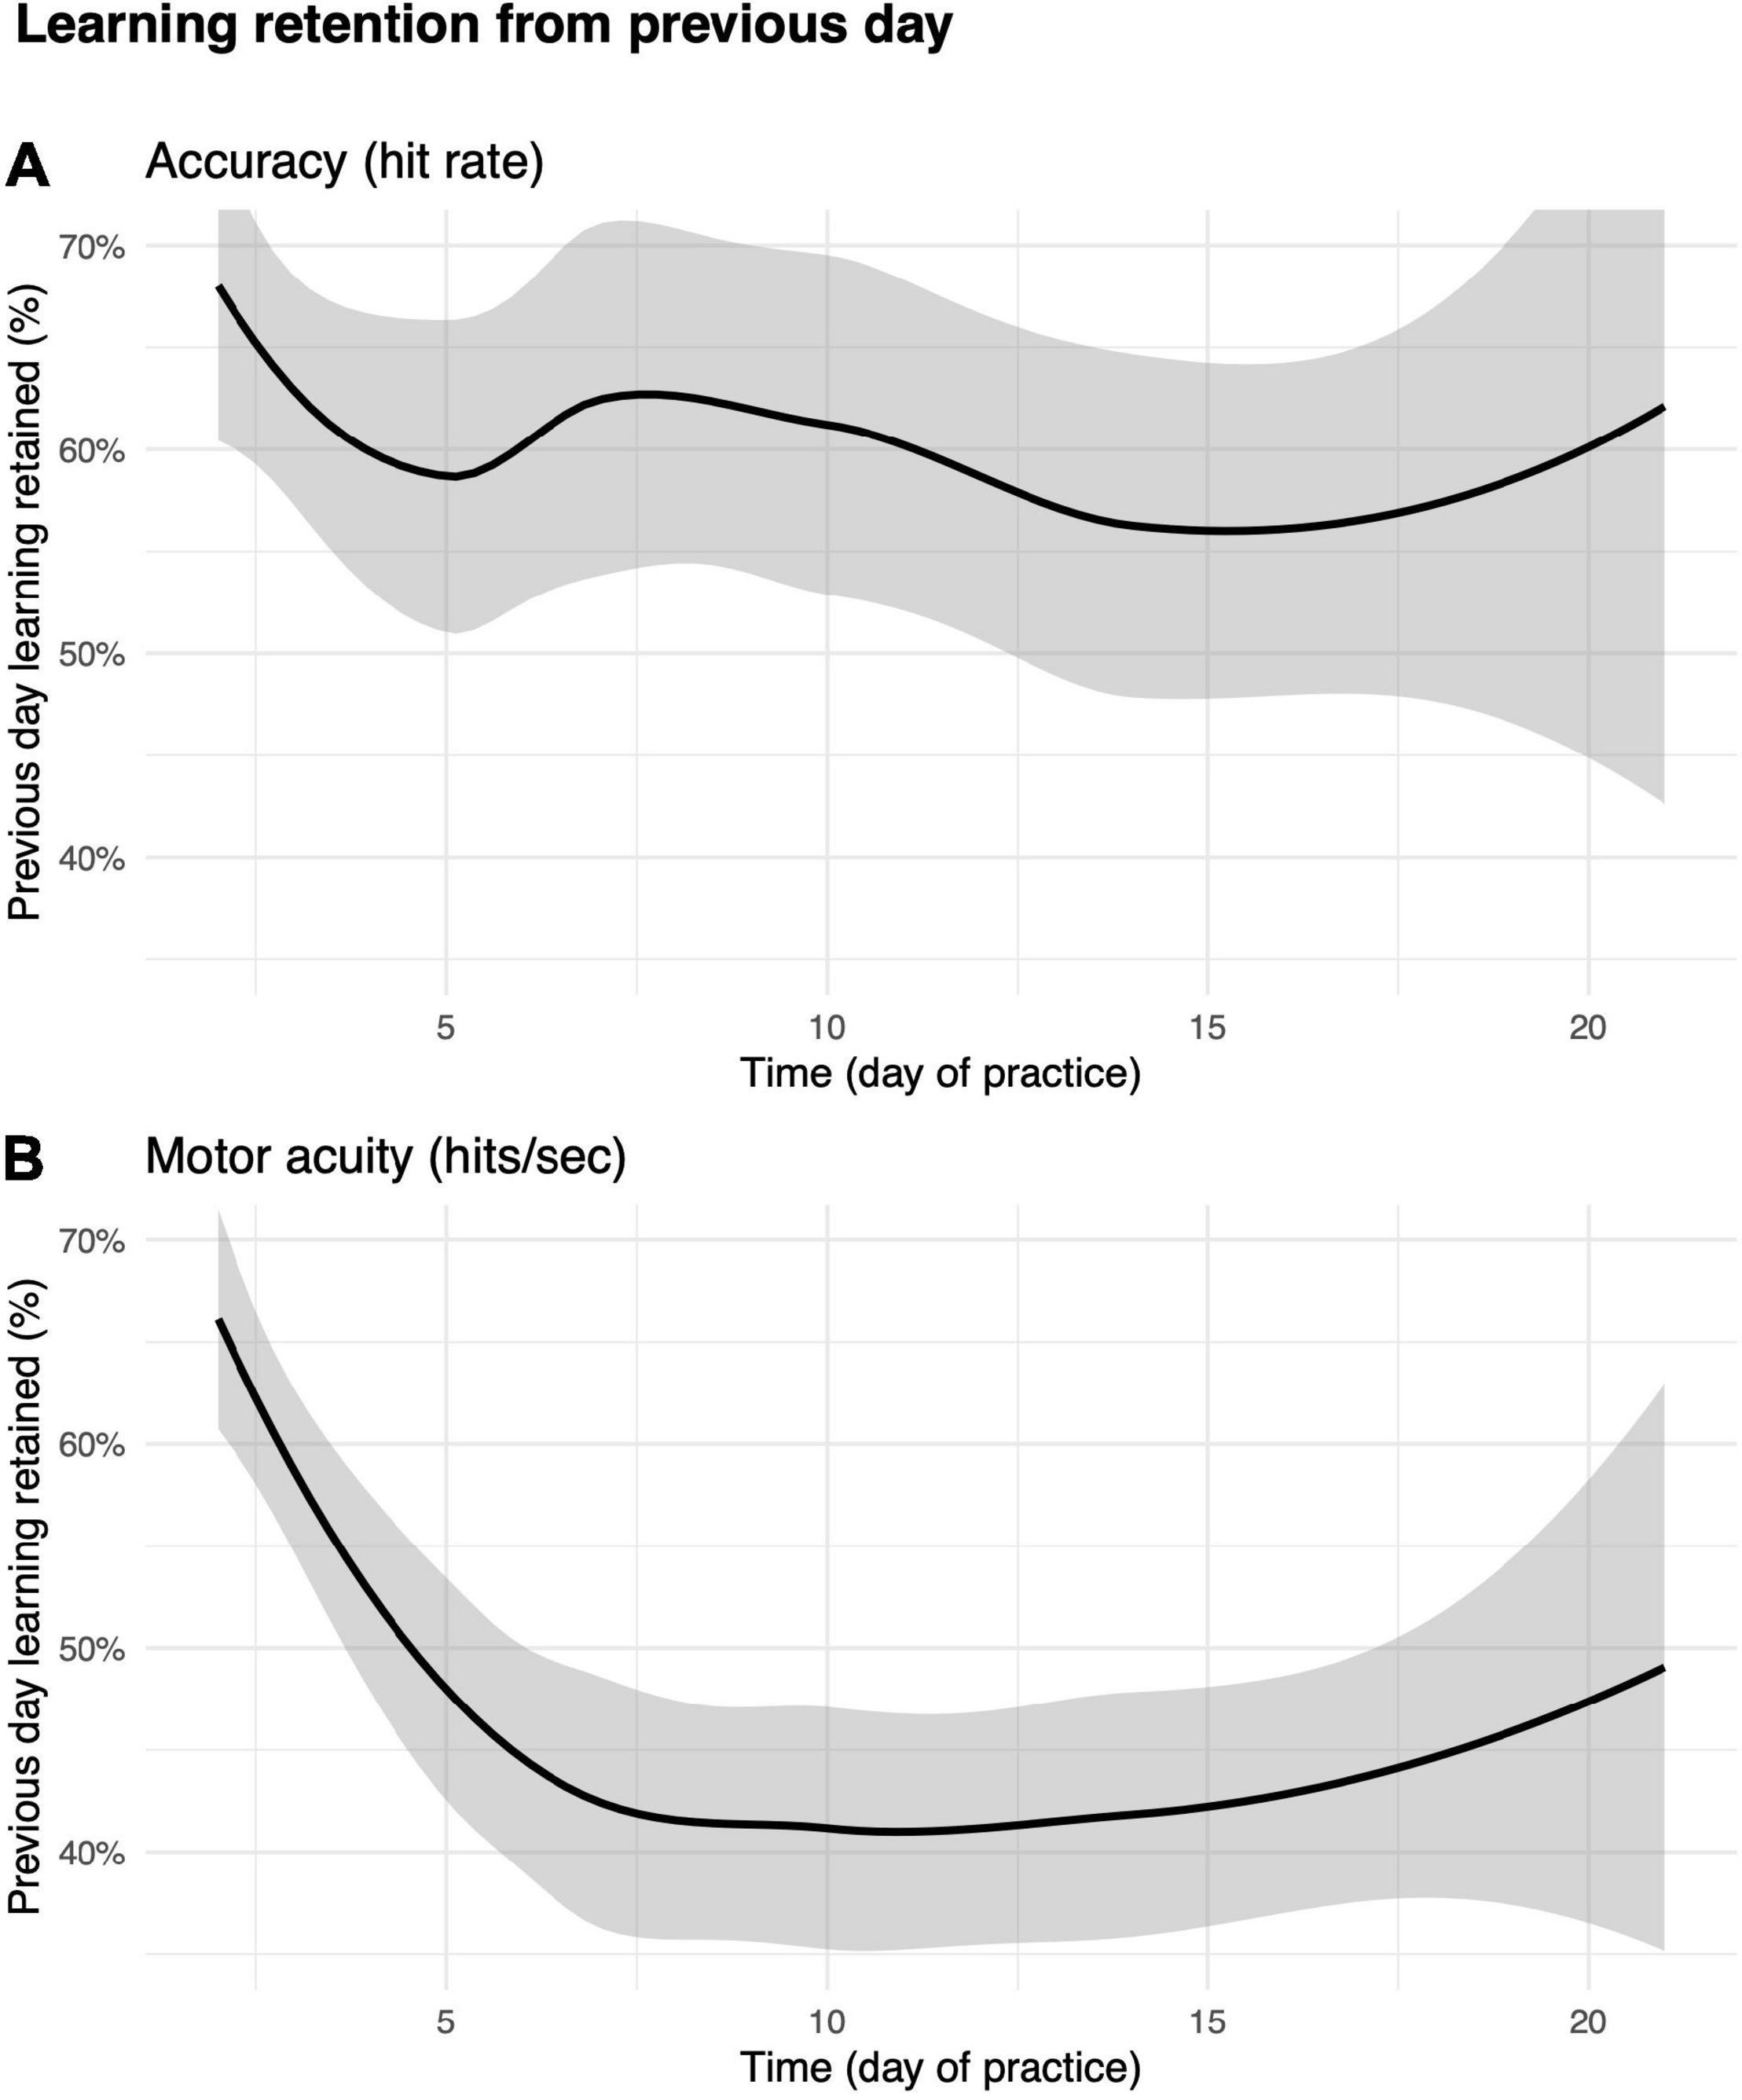 Learning retention from previous day
A Accuracy (hit rate)
Previous day learning retained (%)
70%
60%
50%
40%
5 10 15 20
Time (day of practice)
B Motor acuity (hits/sec)
Previous day learning retained (%)
70%
60%
50%
40%
5 10 15 20
Time (day of practice)